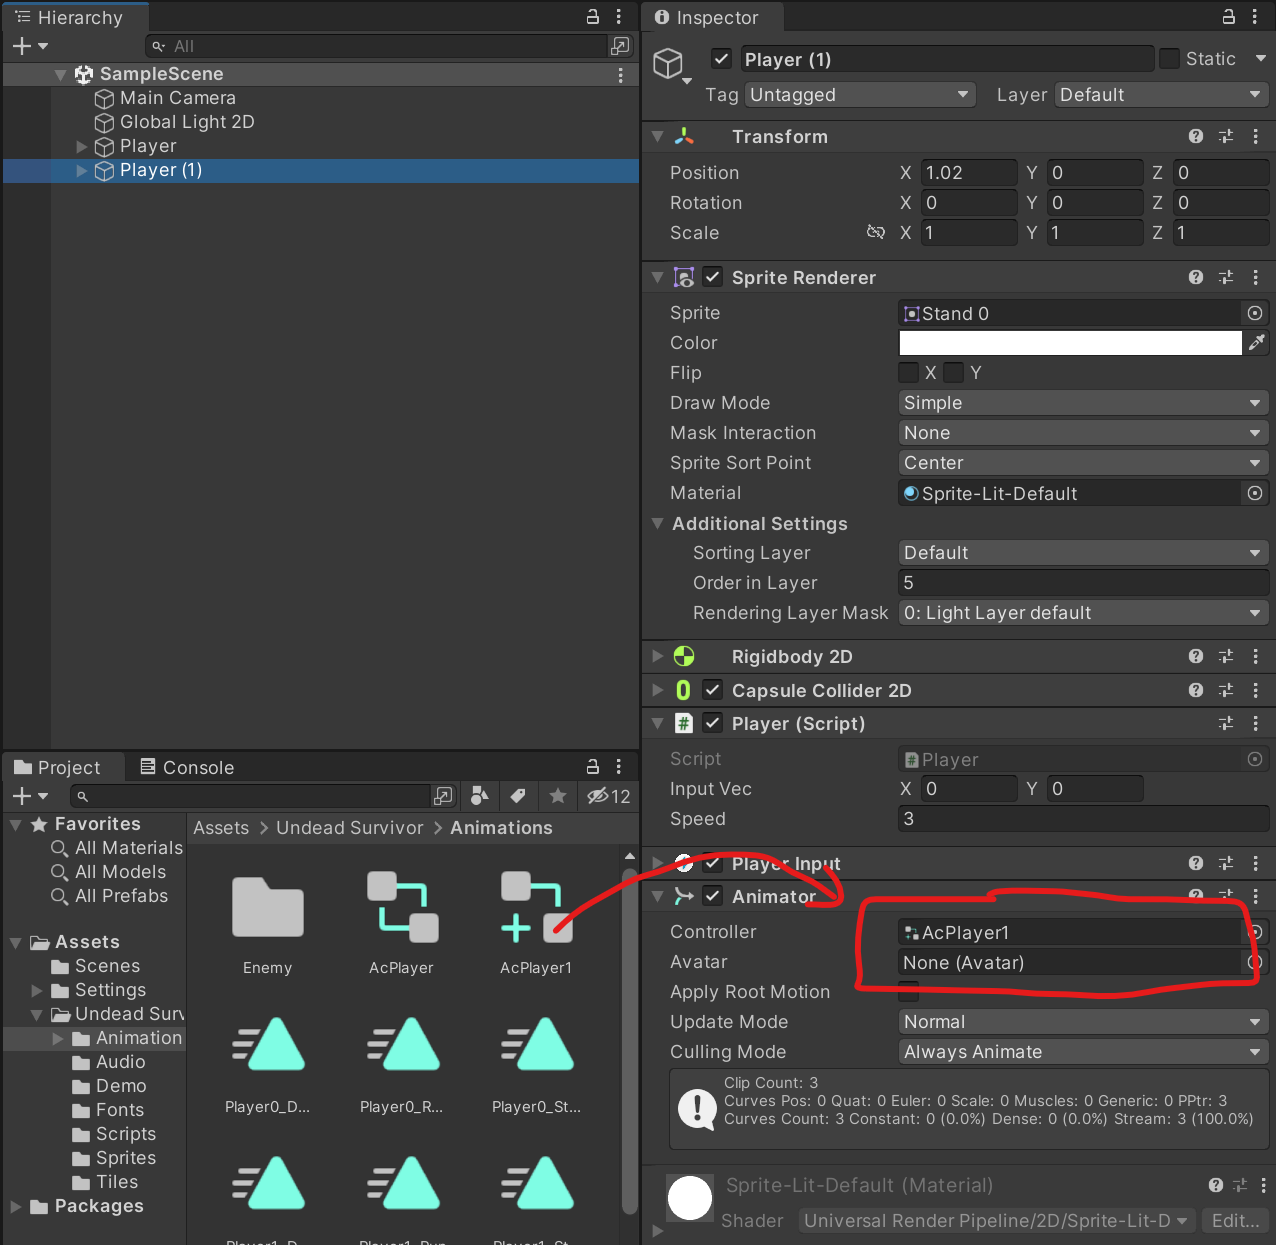 Hierarchy
All
SampleScene
Main Camera
Global Light 2D
Player
Player (1)
Project
Console
12
Favorites
All Materials
All Models
All Prefabs
Assets
Scenes
Settings
Undead Surv
Animation
Audio
Demo
Fonts
Scripts
Sprites
Tiles
Packages
Assets > Undead Survivor > Animations
Enemy
AcPlayer
AcPlayer1
Player0_D...
Player0_R...
Player0_St...
Player1_D...
Player1_Run
Player1_St...
Inspector
Player (1)
Static
Tag Untagged
Layer Default
Transform
Position X 1.02 Y 0 Z 0
Rotation X 0 Y 0 Z 0
Scale X 1 Y 1 Z 1
Sprite Renderer
Sprite Stand 0
Color
Flip X Y
Draw Mode Simple
Mask Interaction None
Sprite Sort Point Center
Material Sprite-Lit-Default
Additional Settings
Sorting Layer Default
Order in Layer 5
Rendering Layer Mask 0: Light Layer default
Rigidbody 2D
Capsule Collider 2D
Player (Script)
Script Player
Input Vec X 0 Y 0
Speed 3
Player Input
Animator
Controller AcPlayer1
Avatar None (Avatar)
Apply Root Motion
Update Mode Normal
Culling Mode Always Animate
Clip Count: 3
Curves Pos: 0 Quat: 0 Euler: 0 Scale: 0 Muscles: 0 Generic: 0 PPtr: 3
Curves Count: 3 Constant: 0 (0.0%) Dense: 0 (0.0%) Stream: 3 (100.0%)
Sprite-Lit-Default (Material)
Shader Universal Render Pipeline/2D/Sprite-Lit-D Edit...